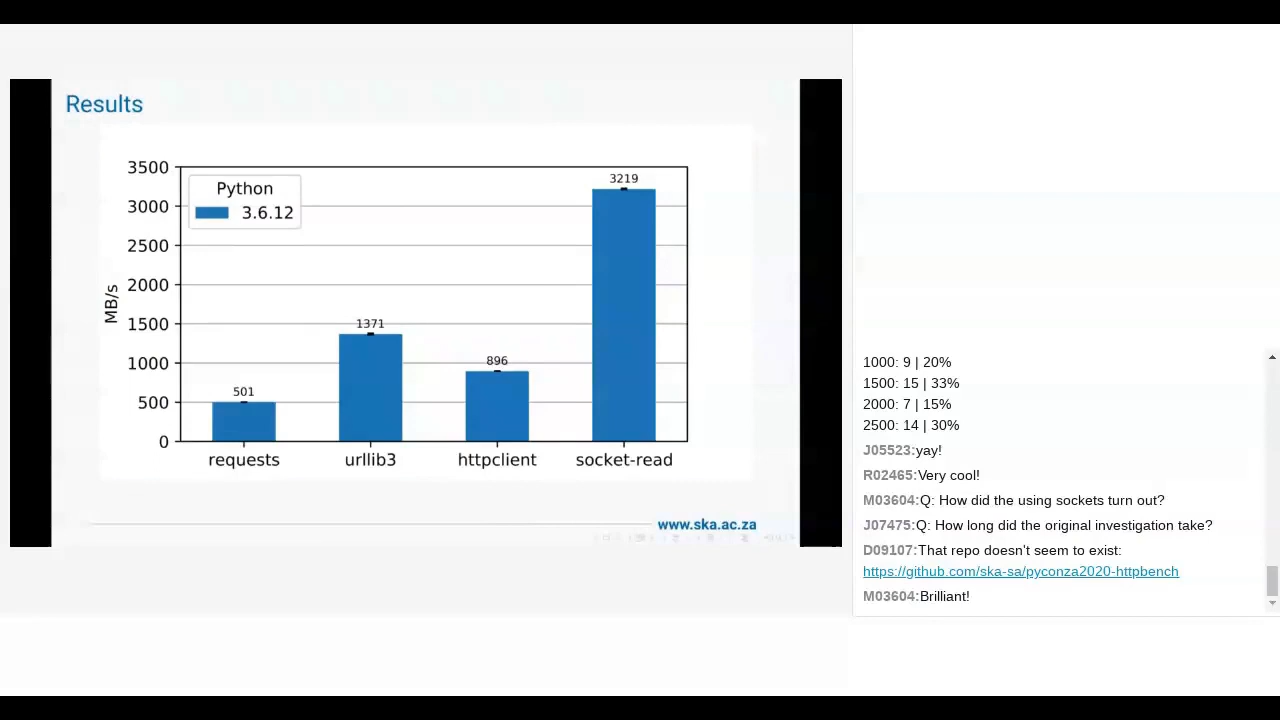 Results
3500
3000
2500
2000
1500
1000
500
0
MB/s
Python
3.6.12
501
1371
896
3219
requests
urllib3
httpclient
socket-read
www.ska.ac.za
1000: 9 | 20%
1500: 15 | 33%
2000: 7 | 15%
2500: 14 | 30%
J05523:yay!
R02465:Very cool!
M03604:Q: How did the using sockets turn out?
J07475:Q: How long did the original investigation take?
D09107:That repo doesn't seem to exist:
https://github.com/ska-sa/pyconza2020-httpbench
M03604:Brilliant!